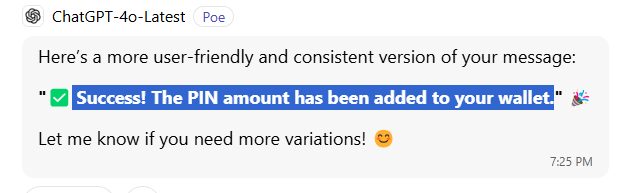 ChatGPT-4o-Latest Poe
Here's a more user-friendly and consistent version of your message:
"✅ Success! The PIN amount has been added to your wallet." 🎉
Let me know if you need more variations! 😊
7:25 PM